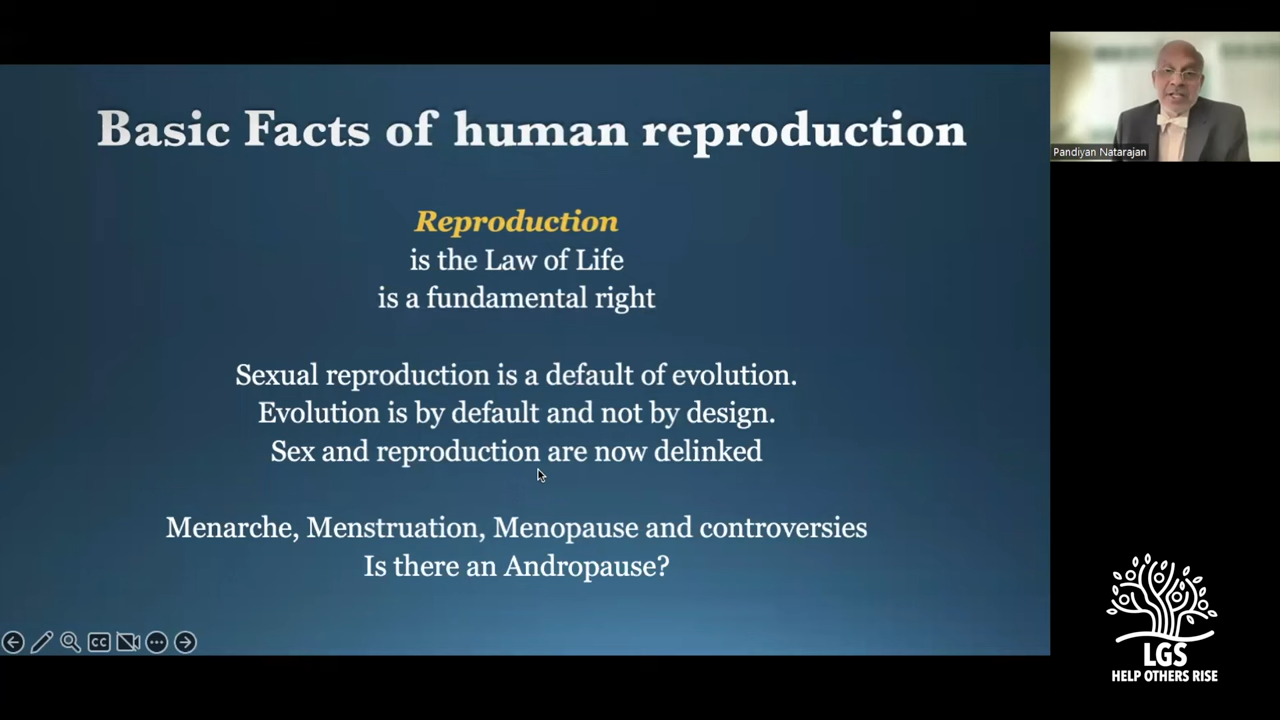 Basic Facts of human reproduction
Reproduction
is the Law of Life
is a fundamental right
Sexual reproduction is a default of evolution.
Evolution is by default and not by design.
Sex and reproduction are now delinked
Menarche, Menstruation, Menopause and controversies
Is there an Andropause?
CC
Pandiyan Natarajan
LGS
HELP OTHERS RISE